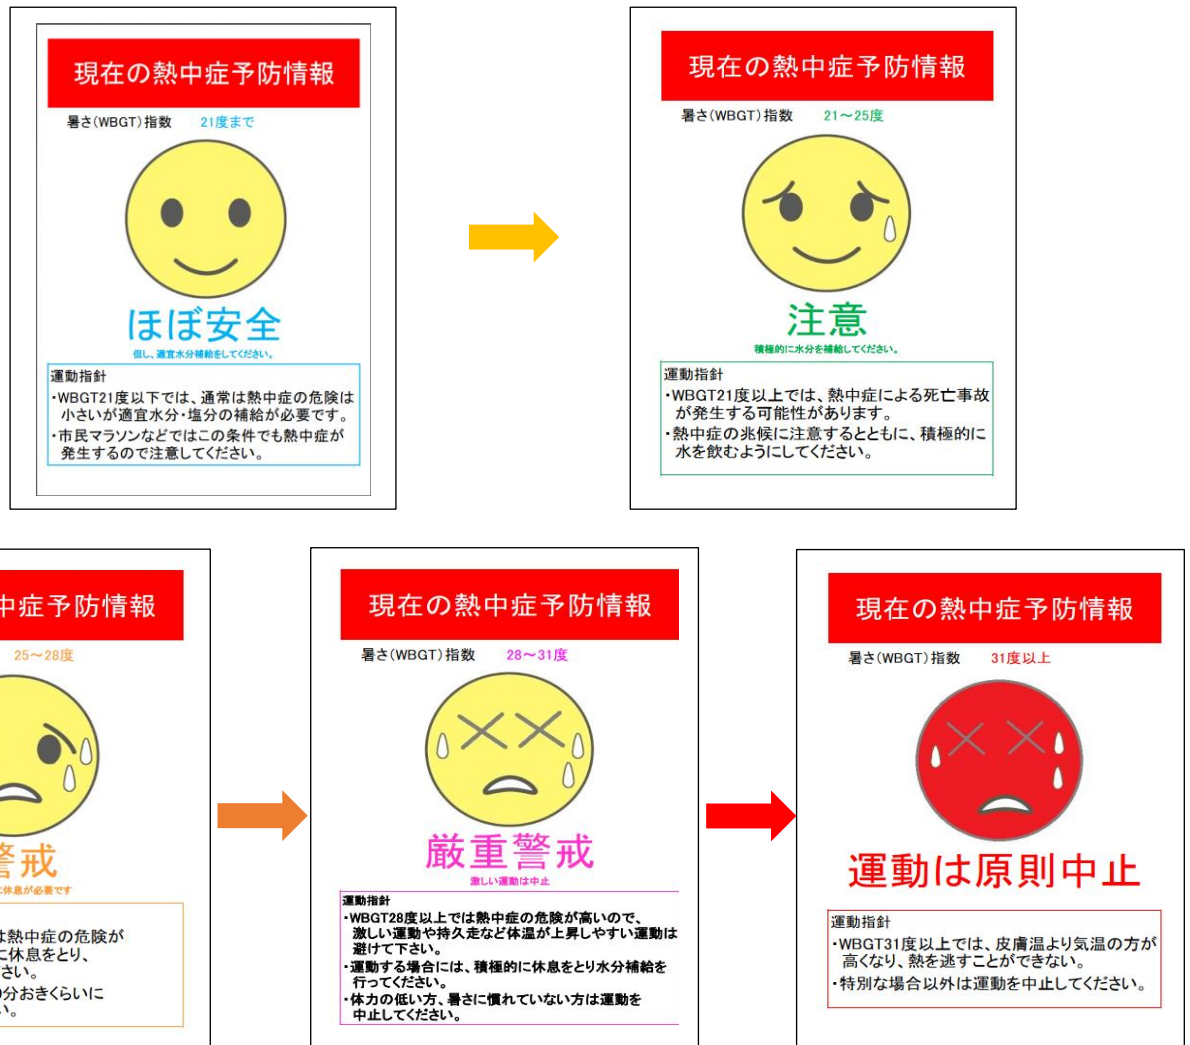 現在の熱中症予防情報
暑さ(WBGT)指数　21度まで
ほぼ安全
但し、適宜水分補給をしてください。
運動指針
・WBGT21度以下では、通常は熱中症の危険は
小さいが適宜水分・塩分の補給が必要です。
・市民マラソンなどではこの条件でも熱中症が
発生するので注意してください。
現在の熱中症予防情報
暑さ(WBGT)指数　21～25度
注意
積極的に水分を補給してください。
運動指針
・WBGT21度以上では、熱中症による死亡事故
が発生する可能性があります。
・熱中症の兆候に注意するとともに、積極的に
水を飲むようにしてください。
中症予防情報
25～28度
警戒
に休息が必要です
は熱中症の危険が
に休息をとり、
さい。
0分おきくらいに
い。
現在の熱中症予防情報
暑さ(WBGT)指数　28～31度
厳重警戒
激しい運動は中止
運動指針
・WBGT28度以上では熱中症の危険が高いので、
激しい運動や持久走など体温が上昇しやすい運動は
避けて下さい。
・運動する場合には、積極的に休息をとり水分補給を
行ってください。
・体力の低い方、暑さに慣れていない方は運動を
中止してください。
現在の熱中症予防情報
暑さ(WBGT)指数　31度以上
運動は原則中止
運動指針
・WBGT31度以上では、皮膚温より気温の方が
高くなり、熱を逃すことができない。
・特別な場合以外は運動を中止してください。